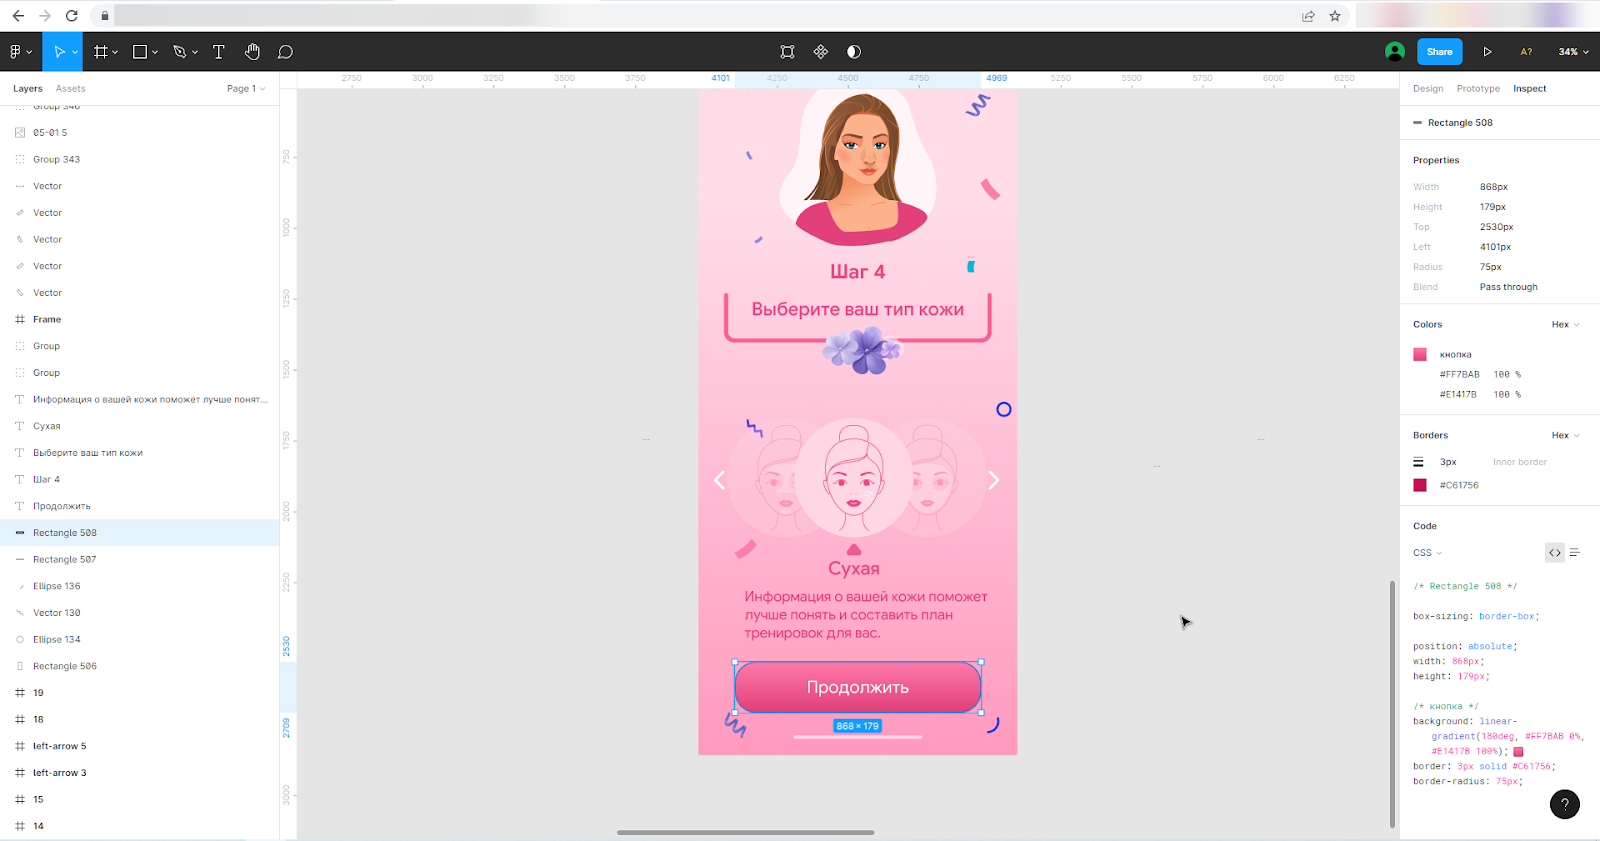 Share
A?
34%
Layers
Assets
Page 1
2750
3000
3250
3500
3750
4101
4250
4500
4750
4969
5250
5500
5750
6000
6250
Design
Prototype
Inspect
Group 346
05-01 5
Group 343
Vector
Vector
Vector
Vector
Vector
Frame
Group
Group
Информация о вашей кожи поможет лучше понят...
Сухая
Выберите ваш тип кожи
Шаг 4
Продолжить
Rectangle 508
Rectangle 507
Ellipse 136
Vector 130
Ellipse 134
Rectangle 506
19
18
left-arrow 5
left-arrow 3
15
14
750
1000
1250
1500
1750
2000
2250
2530
2709
3000
Шаг 4
Выберите ваш тип кожи
Сухая
Информация о вашей кожи поможет
лучше понять и составить план
тренировок для вас.
Продолжить
868 × 179
Rectangle 508
Properties
Width 868px
Height 179px
Top 2530px
Left 4101px
Radius 75px
Blend Pass through
Colors Hex
кнопка
#FF7BAB 100 %
#E1417B 100 %
Borders Hex
3px Inner border
#C61756
Code
CSS
/* Rectangle 508 */
box-sizing: border-box;
position: absolute;
width: 868px;
height: 179px;
/* кнопка */
background: linear-
gradient(180deg, #FF7BAB 0%,
#E1417B 100%);
border: 3px solid #C61756;
border-radius: 75px;
?